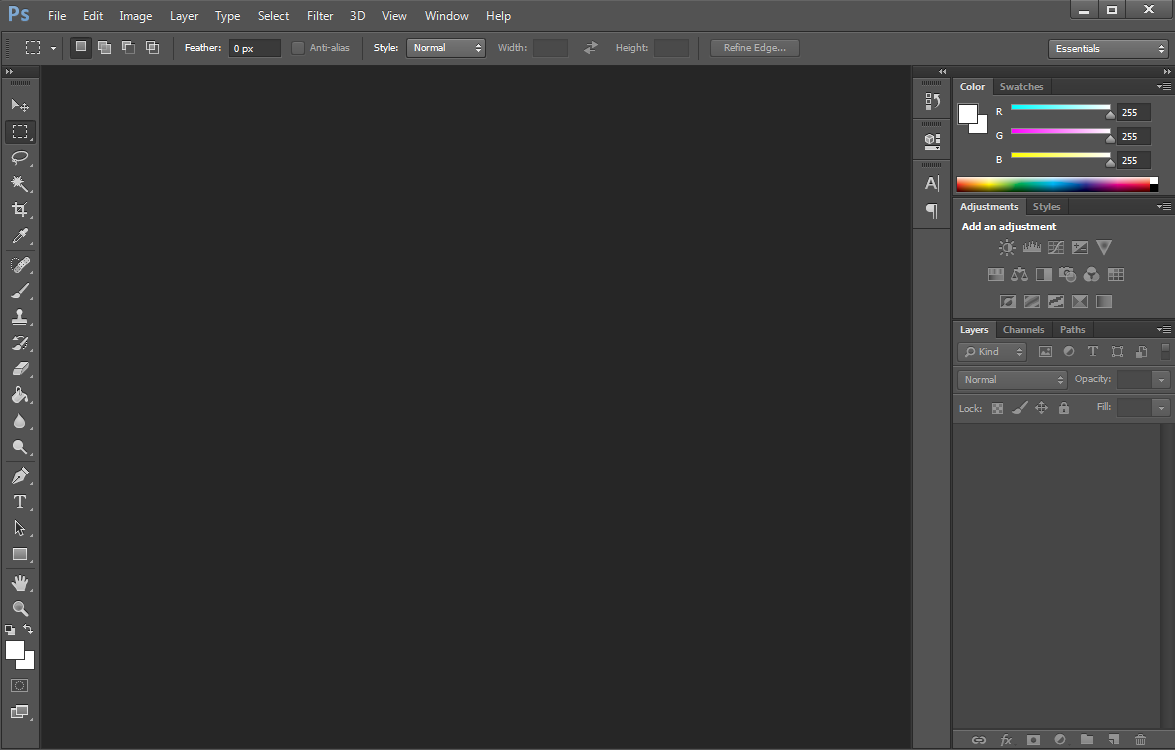 Ps File Edit Image Layer Type Select Filter 3D View Window Help
Feather: 0 px Anti-alias Style: Normal Width: Height: Refine Edge... Essentials
Color Swatches
R 255
G 255
B 255
Adjustments Styles
Add an adjustment
Layers Channels Paths
Kind
Normal Opacity:
Lock: Fill:
A
T
T
fx